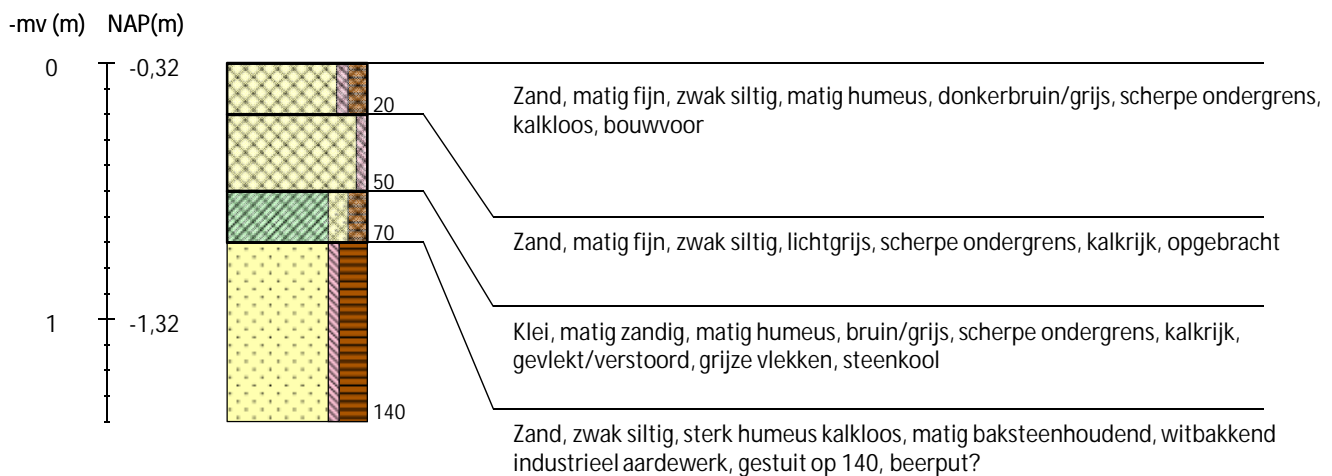 -mv (m) NAP(m)
0 -0,32
20
Zand, matig fijn, zwak siltig, matig humeus, donkerbruin/grijs, scherpe ondergrens,
kalkloos, bouwvoor
50
70
Zand, matig fijn, zwak siltig, lichtgrijs, scherpe ondergrens, kalkrijk, opgebracht
1 -1,32
Klei, matig zandig, matig humeus, bruin/grijs, scherpe ondergrens, kalkrijk,
gevlekt/verstoord, grijze vlekken, steenkool
140
Zand, zwak siltig, sterk humeus kalkloos, matig baksteenhoudend, witbakkend
industrieel aardewerk, gestuit op 140, beerput?